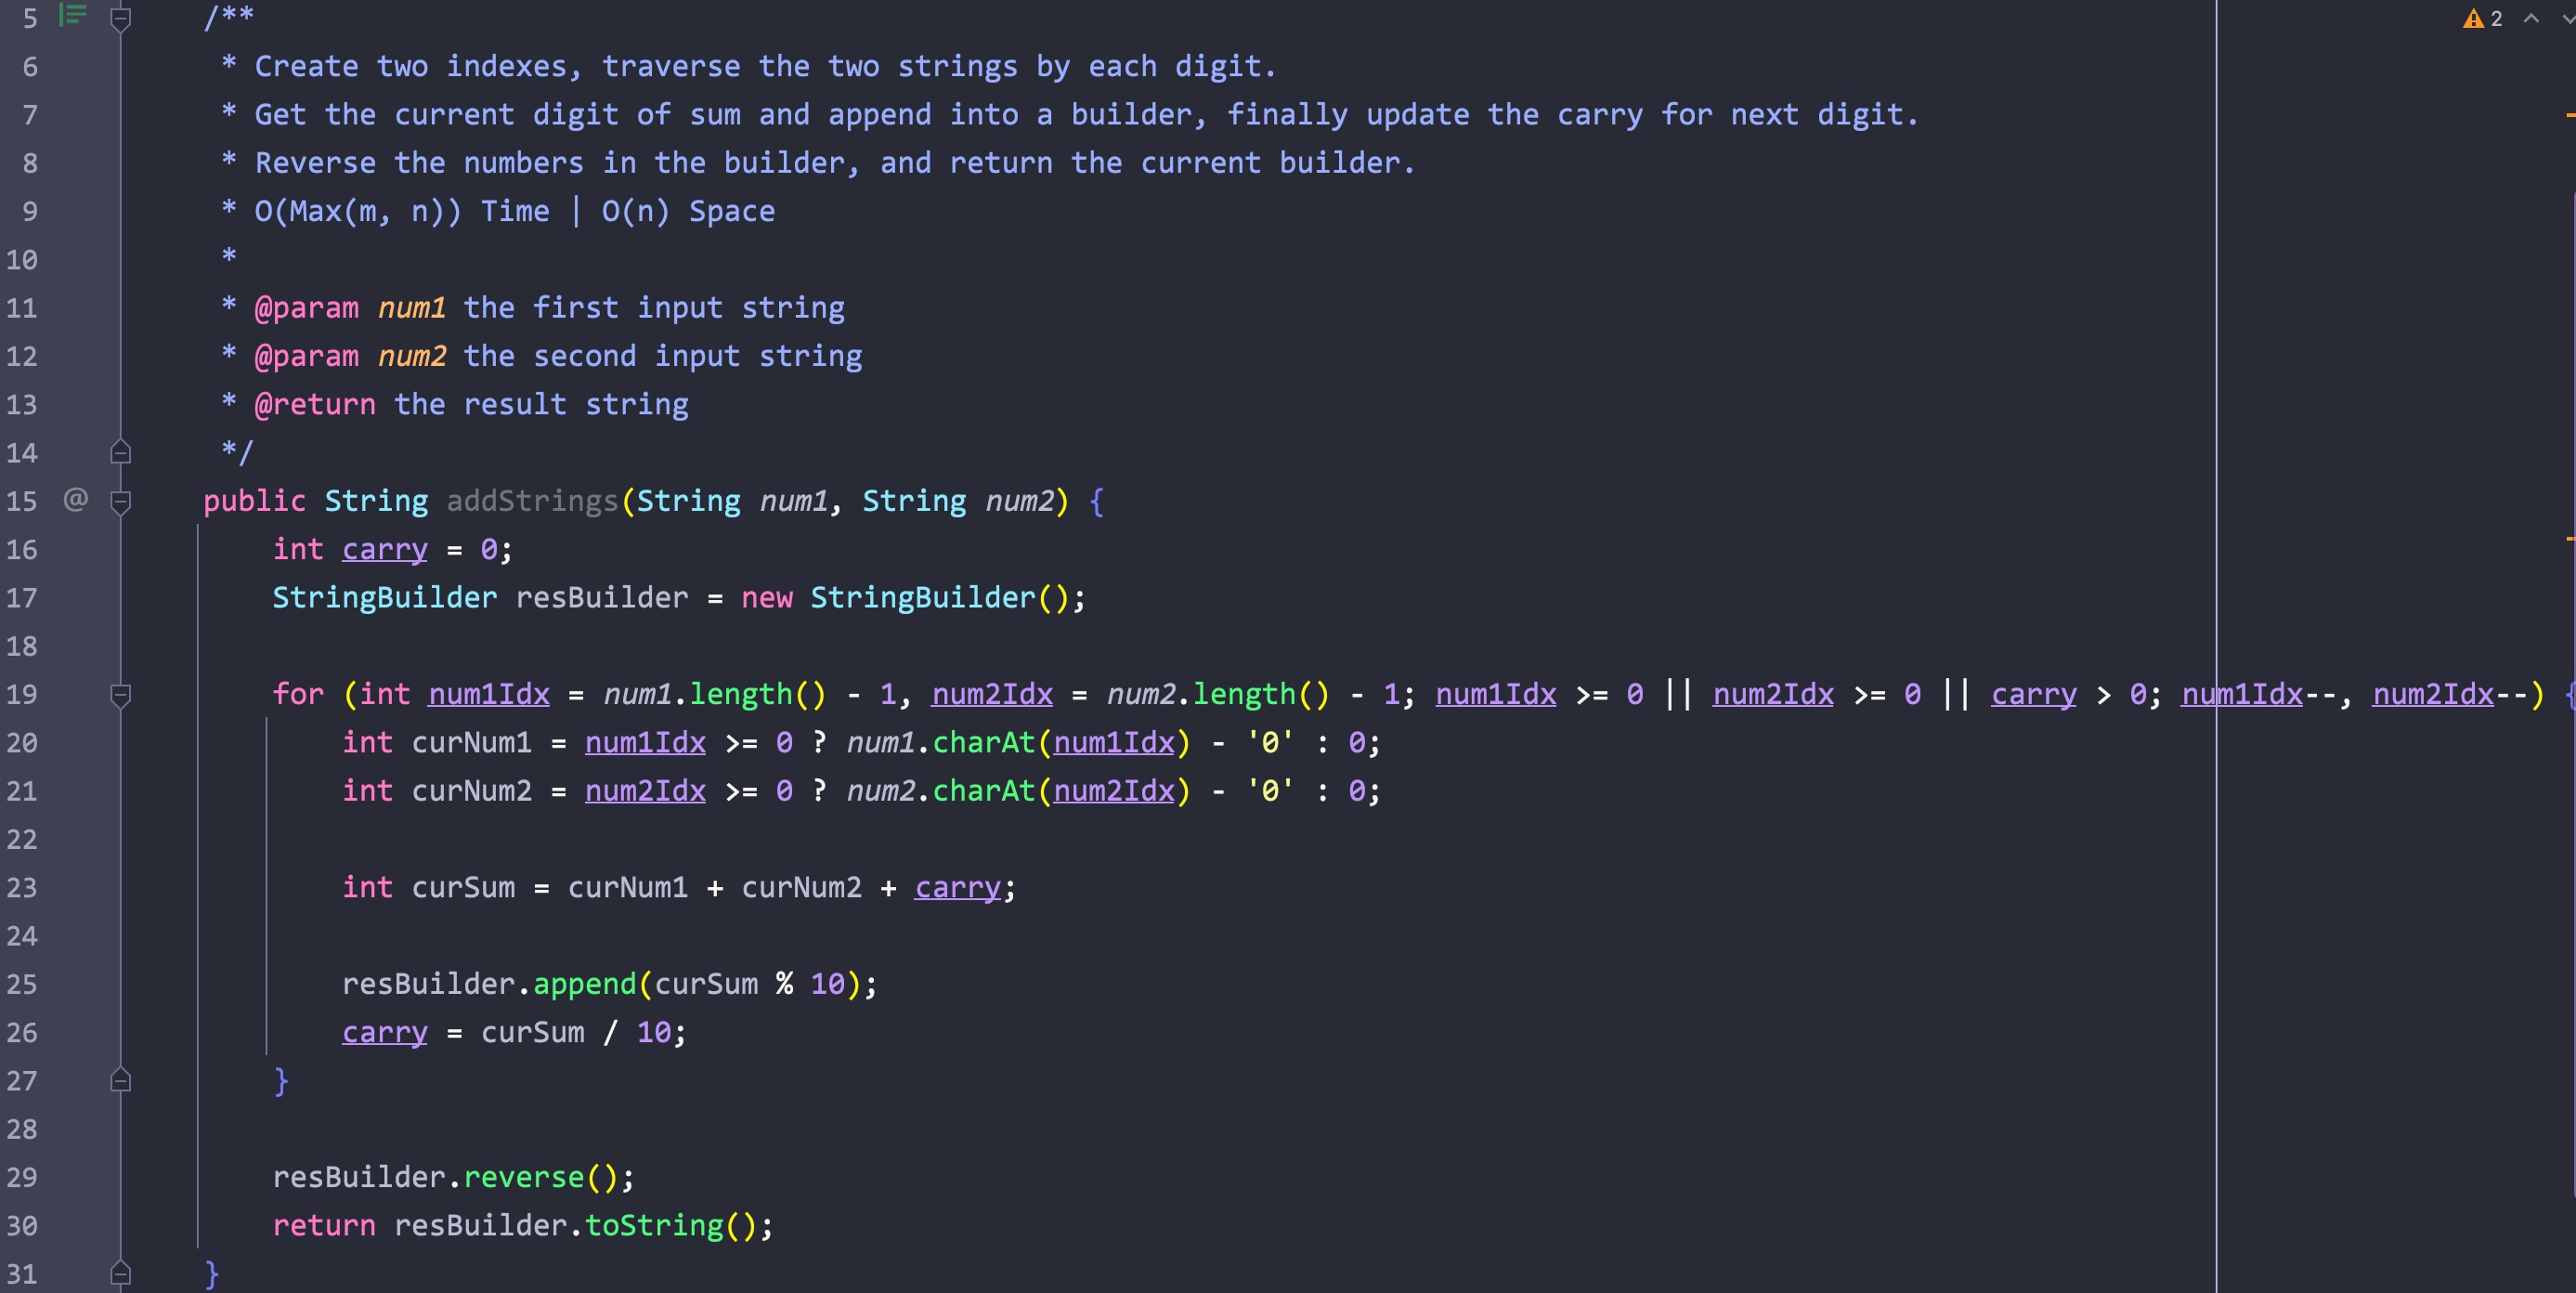 5 /**
6 * Create two indexes, traverse the two strings by each digit.
7 * Get the current digit of sum and append into a builder, finally update the carry for next digit.
8 * Reverse the numbers in the builder, and return the current builder.
9 * O(Max(m, n)) Time | O(n) Space
10 *
11 * @param num1 the first input string
12 * @param num2 the second input string
13 * @return the result string
14 */
15 @ public String addStrings(String num1, String num2) {
16 int carry = 0;
17 StringBuilder resBuilder = new StringBuilder();
18
19 for (int num1Idx = num1.length() - 1, num2Idx = num2.length() - 1; num1Idx >= 0 || num2Idx >= 0 || carry > 0; num1Idx--, num2Idx--) {
20 int curNum1 = num1Idx >= 0 ? num1.charAt(num1Idx) - '0' : 0;
21 int curNum2 = num2Idx >= 0 ? num2.charAt(num2Idx) - '0' : 0;
22
23 int curSum = curNum1 + curNum2 + carry;
24
25 resBuilder.append(curSum % 10);
26 carry = curSum / 10;
27 }
28
29 resBuilder.reverse();
30 return resBuilder.toString();
31 }
2